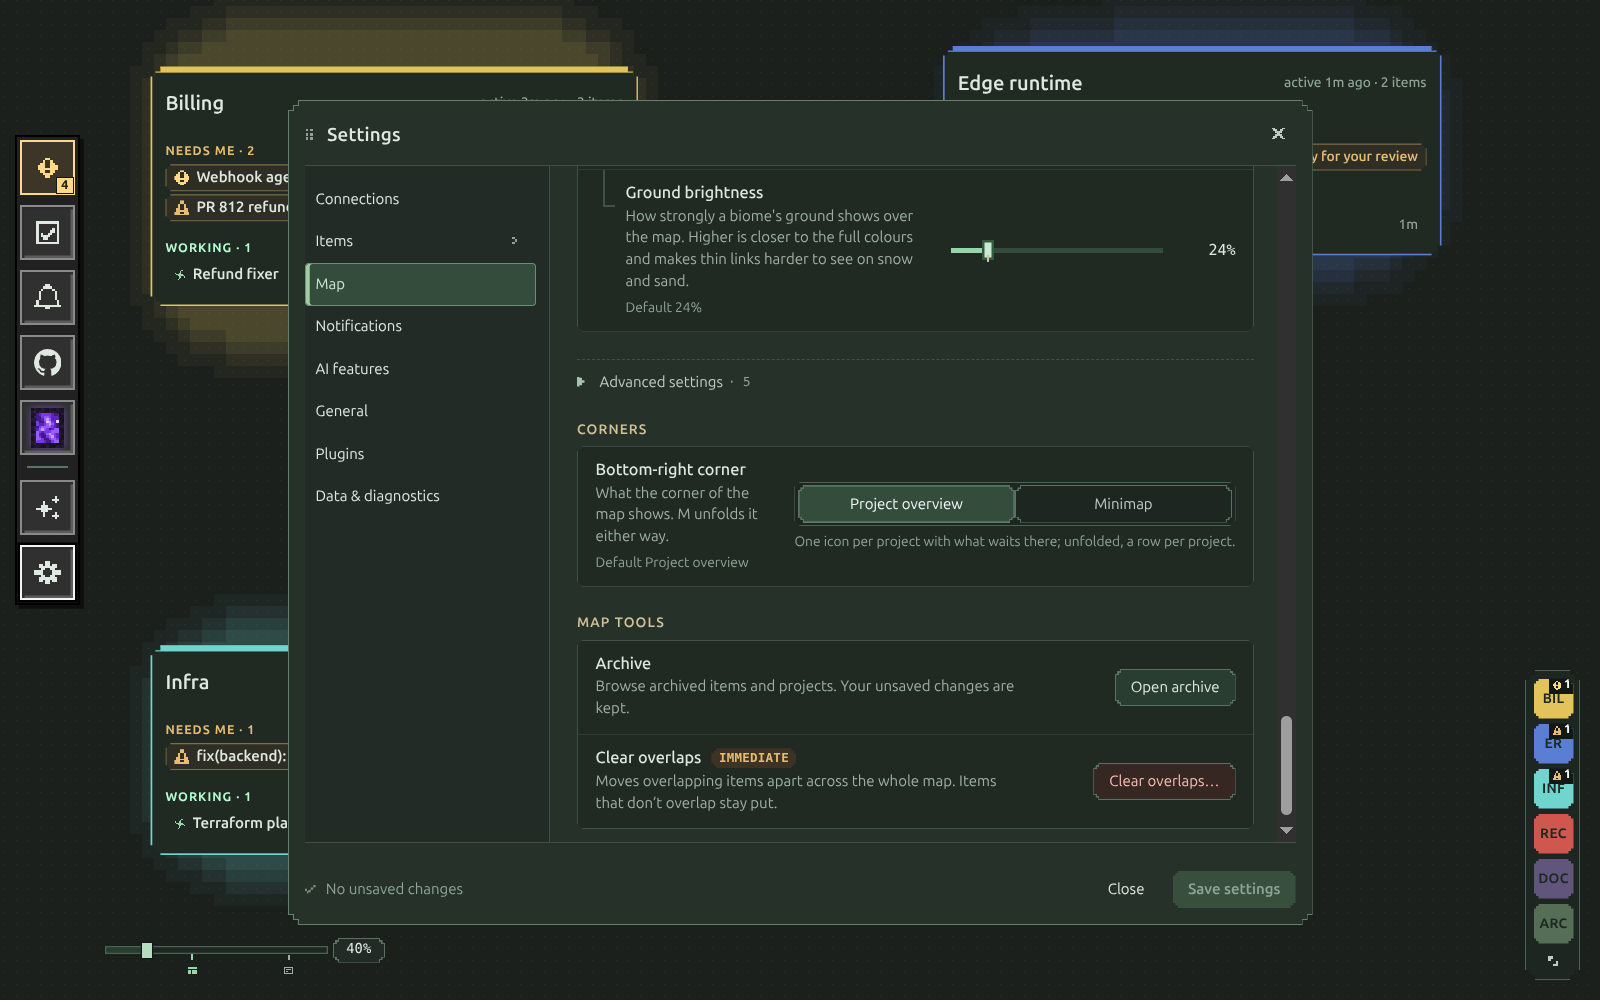 Billing
NEEDS ME · 2
Webhook age
PR 812 refun
WORKING · 1
Refund fixer
Edge runtime
active 1m ago · 2 items
y for your review
1m
4
Settings
Connections
Items
Map
Notifications
AI features
General
Plugins
Data & diagnostics
Ground brightness
How strongly a biome's ground shows over
the map. Higher is closer to the full colours
and makes thin links harder to see on snow
and sand.
Default 24%
24%
Advanced settings · 5
CORNERS
Bottom-right corner
What the corner of the
map shows. M unfolds it
either way.
Default Project overview
Project overview
Minimap
One icon per project with what waits there; unfolded, a row per project.
MAP TOOLS
Archive
Browse archived items and projects. Your unsaved changes are
kept.
Open archive
Clear overlaps IMMEDIATE
Moves overlapping items apart across the whole map. Items
that don't overlap stay put.
Clear overlaps…
No unsaved changes
Close
Save settings
Infra
NEEDS ME · 1
fix(backend):
WORKING · 1
Terraform pla
40%
1
BIL
1
ER
1
INF
REC
DOC
ARC